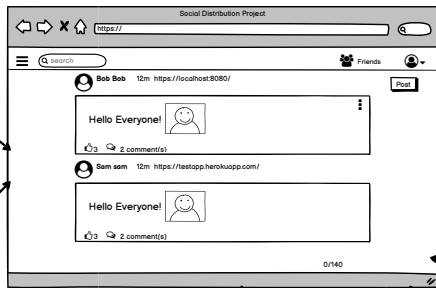 Social Distribution Project
https://
search
Friends
Bob Bob 12m https://localhost:8080/
Post
Hello Everyone!
3 2 comment(s)
Sam sam 12m https://testapp.herokuapp.com/
Hello Everyone!
3 2 comment(s)
0/140